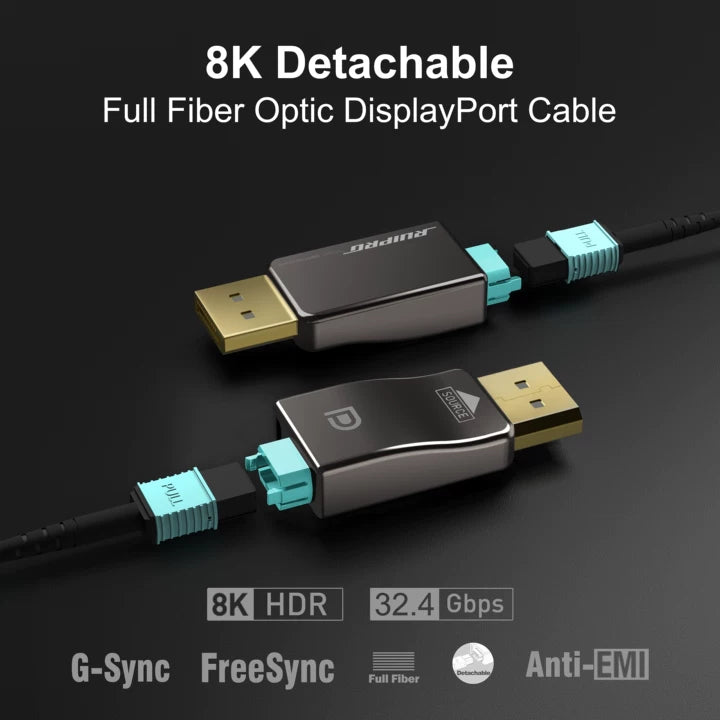 8K Detachable
Full Fiber Optic DisplayPort Cable
RUIPRO
PULL
SOURCE
PULL
8K HDR
32.4 Gbps
G-Sync
FreeSync
Full Fiber
Detachable
Anti-EMI